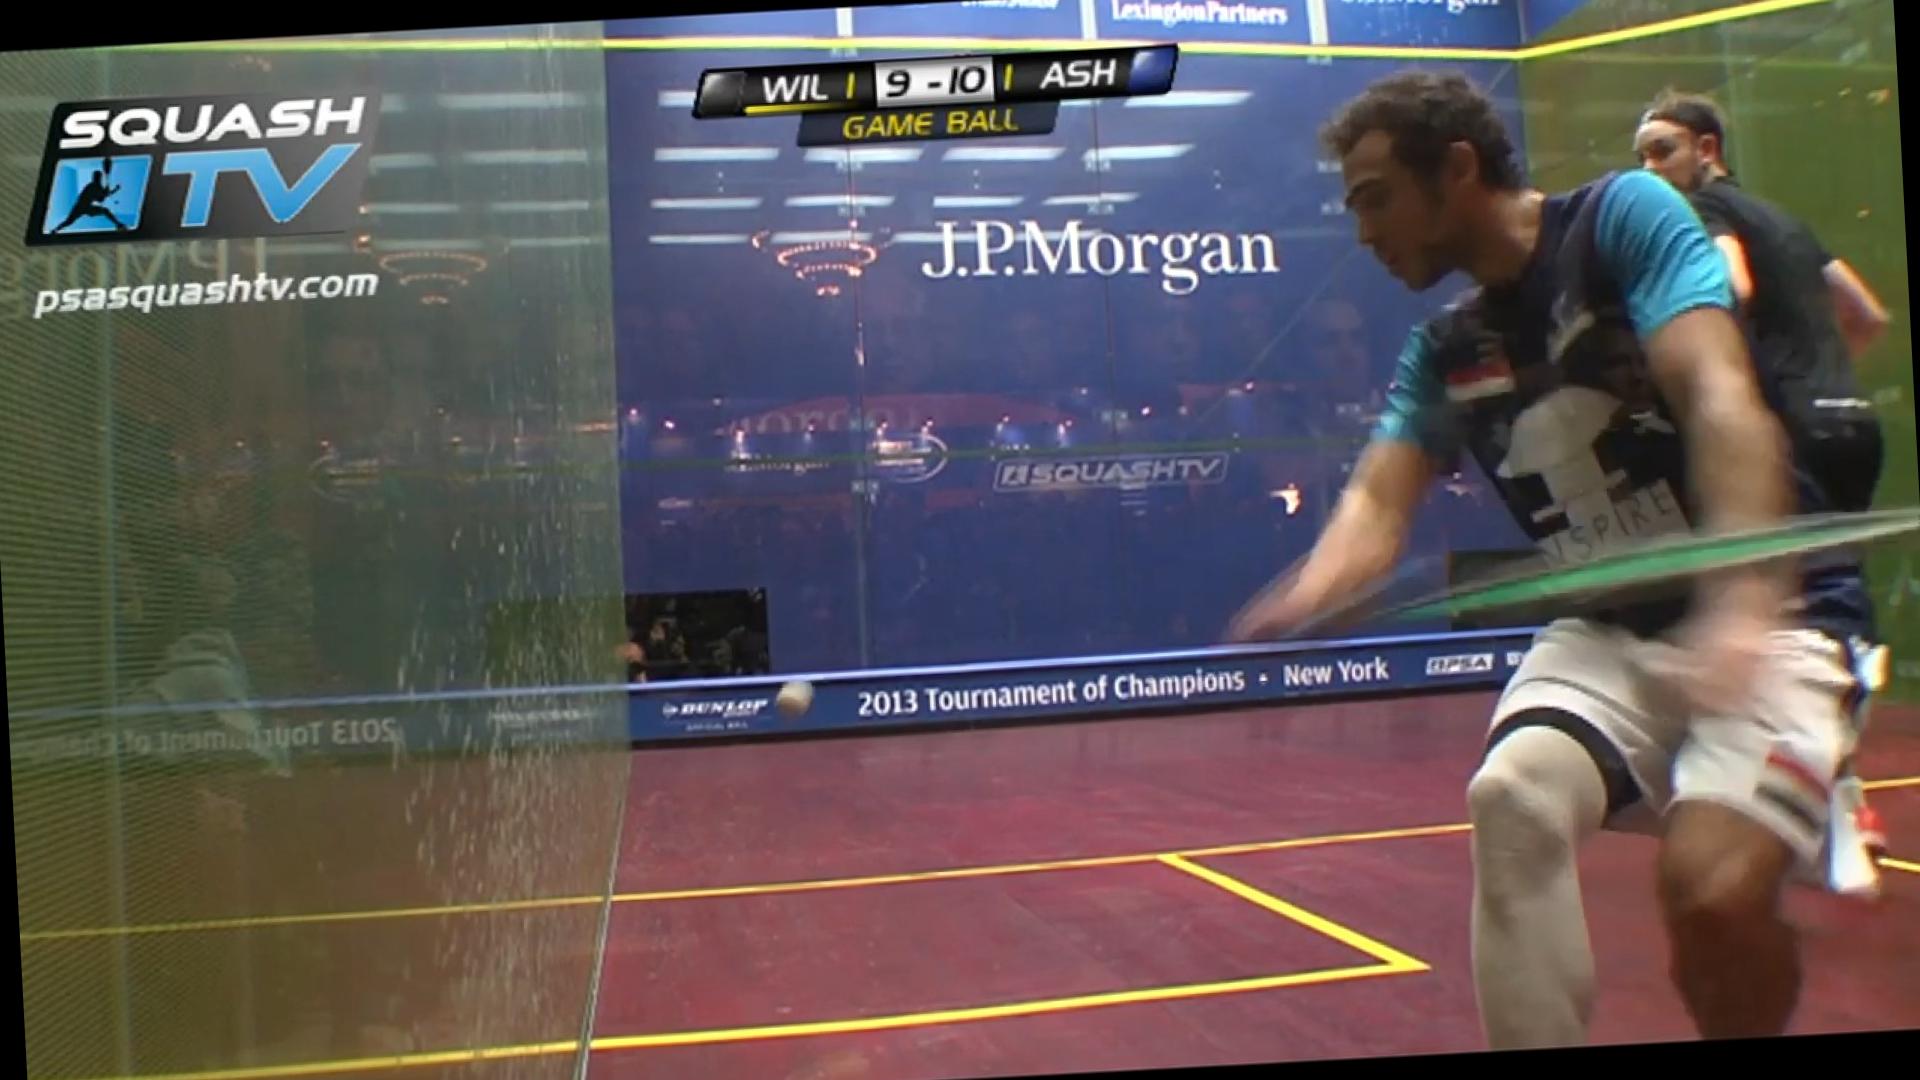 LexingtonPartners
WIL 1 9 - 10 1 ASH
GAME BALL
SQUASH
TV
psasquashtv.com
J.P.Morgan
SQUASHTV
NSPIRE
DUNLOP
2013 Tournament of Champions • New York
PSA